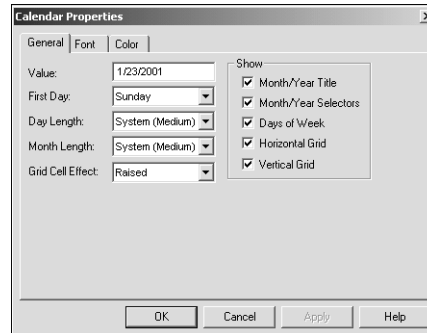 Calendar Properties
General Font Color
Value: 1/23/2001
First Day: Sunday
Day Length: System (Medium)
Month Length: System (Medium)
Grid Cell Effect: Raised
Show
Month/Year Title
Month/Year Selectors
Days of Week
Horizontal Grid
Vertical Grid
OK Cancel Apply Help